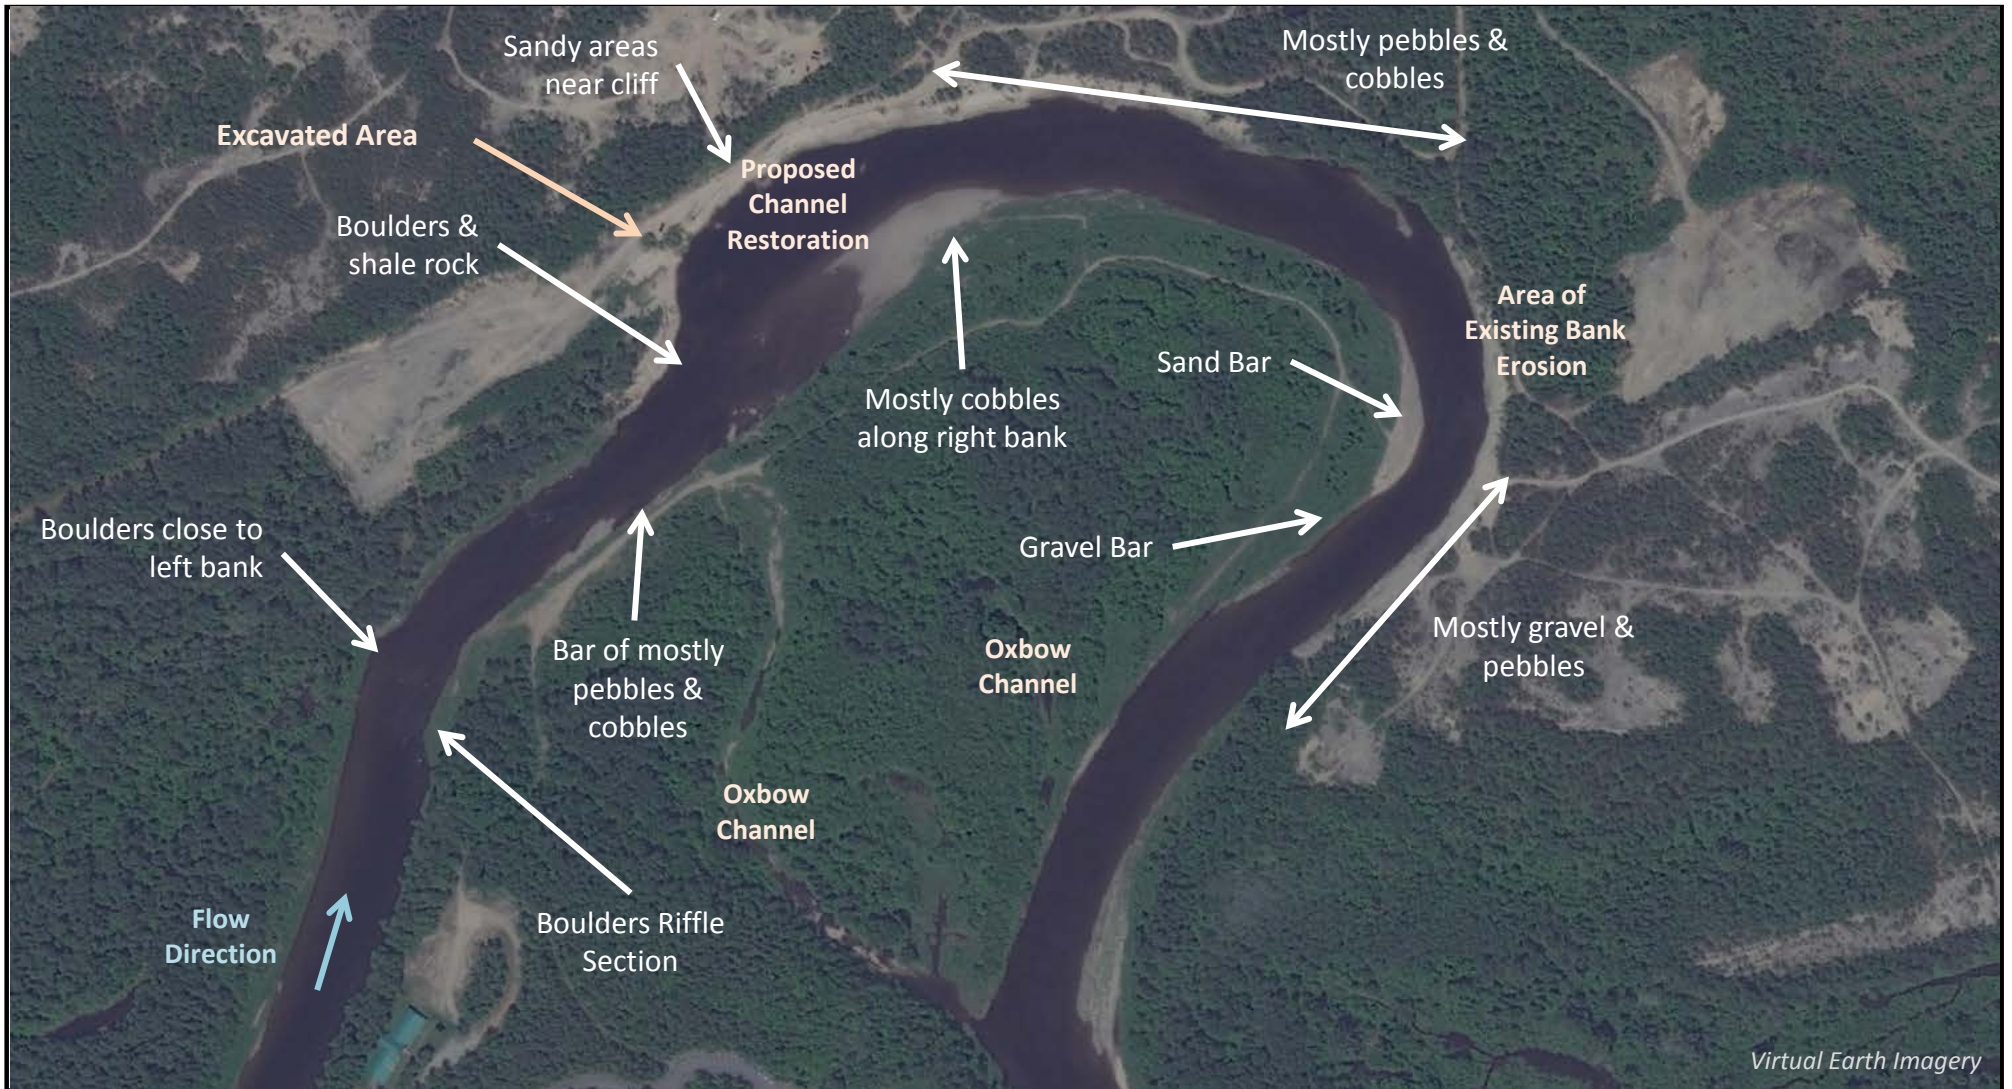 Sandy areas
near cliff
Mostly pebbles &
cobbles
Excavated Area
Proposed
Channel
Restoration
Boulders &
shale rock
Area of
Existing Bank
Erosion
Sand Bar
Mostly cobbles
along right bank
Boulders close to
left bank
Gravel Bar
Bar of mostly
pebbles &
cobbles
Oxbow
Channel
Mostly gravel &
pebbles
Oxbow
Channel
Flow
Direction
Boulders Riffle
Section
Virtual Earth Imagery